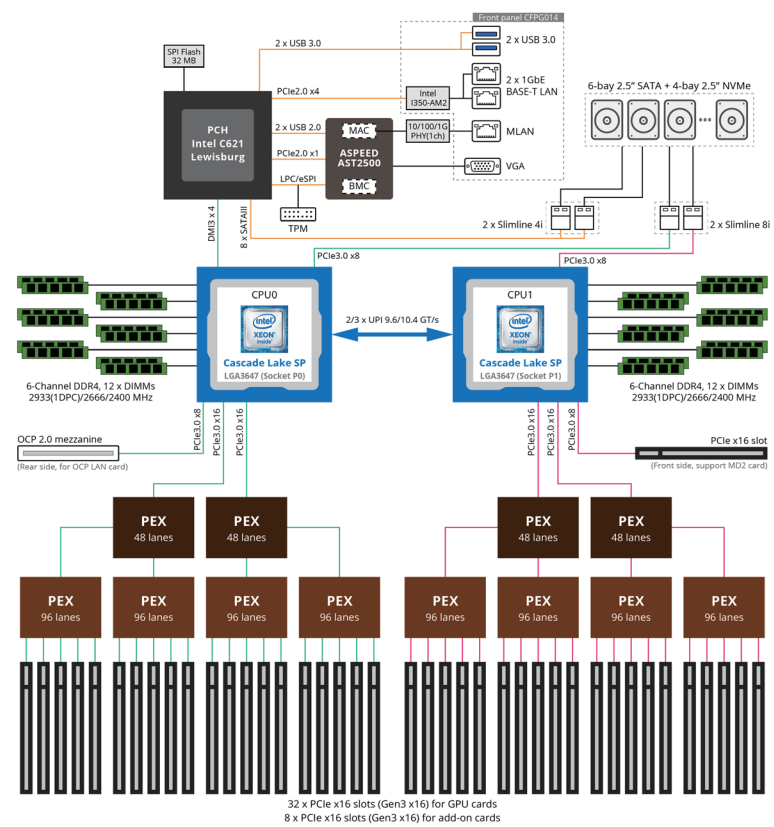 Front panel CFPG014
SPI Flash
32 MB
2 x USB 3.0
2 x USB 3.0
PCIe2.0 x4
Intel
I350-AM2
2 x 1GbE
BASE-T LAN
6-bay 2.5” SATA + 4-bay 2.5” NVMe
PCH
Intel C621
Lewisburg
2 x USB 2.0
MAC
10/100/1G
PHY(1ch)
MLAN
PCIe2.0 x1
ASPEED
AST2500
VGA
LPC/eSPI
BMC
TPM
DMI3 x 4
8 x SATAIII
2 x Slimline 4i
2 x Slimline 8i
PCIe3.0 x8
PCIe3.0 x8
CPU0
intel
XEON
inside
Cascade Lake SP
LGA3647 (Socket P0)
2/3 x UPI 9.6/10.4 GT/s
CPU1
intel
XEON
inside
Cascade Lake SP
LGA3647 (Socket P1)
6-Channel DDR4, 12 x DIMMs
2933(1DPC)/2666/2400 MHz
6-Channel DDR4, 12 x DIMMs
2933(1DPC)/2666/2400 MHz
PCIe3.0 x8
PCIe3.0 x16
PCIe3.0 x16
PCIe3.0 x16
PCIe3.0 x16
PCIe3.0 x8
OCP 2.0 mezzanine
(Rear side, for OCP LAN card)
PCIe x16 slot
(Front side, support MD2 card)
PEX
48 lanes
PEX
48 lanes
PEX
48 lanes
PEX
48 lanes
PEX
96 lanes
PEX
96 lanes
PEX
96 lanes
PEX
96 lanes
PEX
96 lanes
PEX
96 lanes
PEX
96 lanes
PEX
96 lanes
32 x PCIe x16 slots (Gen3 x16) for GPU cards
8 x PCIe x16 slots (Gen3 x16) for add-on cards